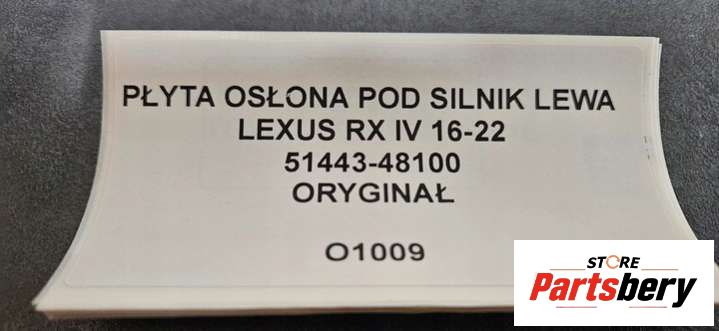 PŁYTA OSŁONA POD SILNIK LEWA
LEXUS RX IV 16-22
51443-48100
ORYGINAŁ
O1009
STORE
Partsbery